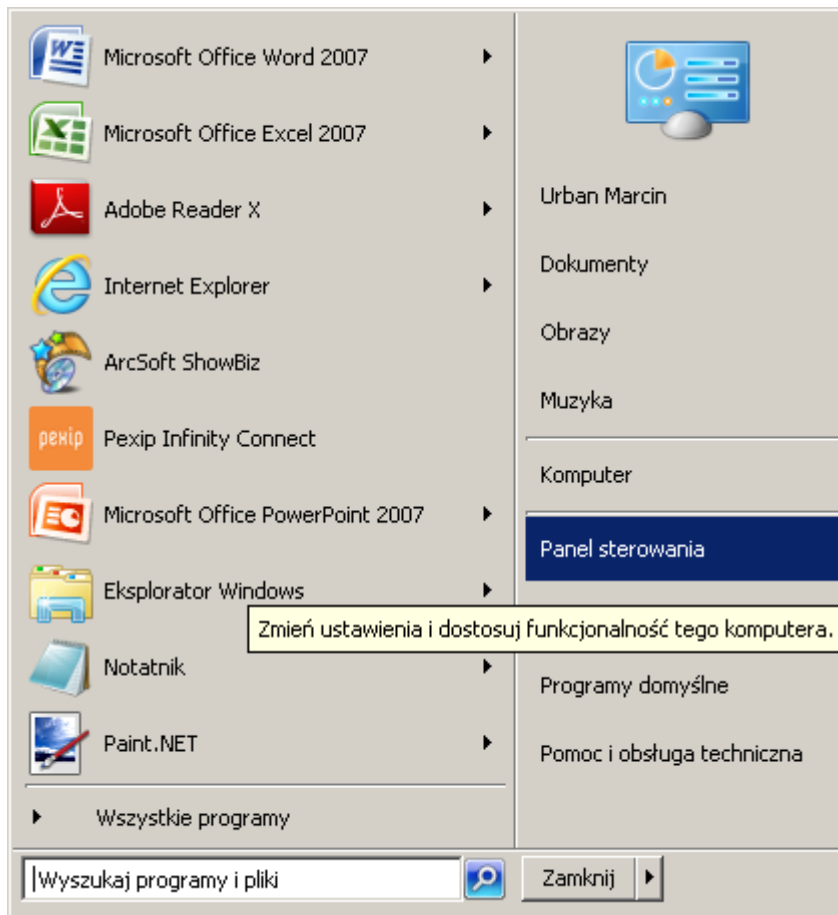 Microsoft Office Word 2007
Microsoft Office Excel 2007
Adobe Reader X
Internet Explorer
ArcSoft ShowBiz
pexip
Pexip Infinity Connect
Microsoft Office PowerPoint 2007
Eksplorator Windows
Notatnik
Paint.NET
Wszystkie programy
Wyszukaj programy i pliki
Urban Marcin
Dokumenty
Obrazy
Muzyka
Komputer
Panel sterowania
Zmień ustawienia i dostosuj funkcjonalność tego komputera.
Programy domyślne
Pomoc i obsługa techniczna
Zamknij